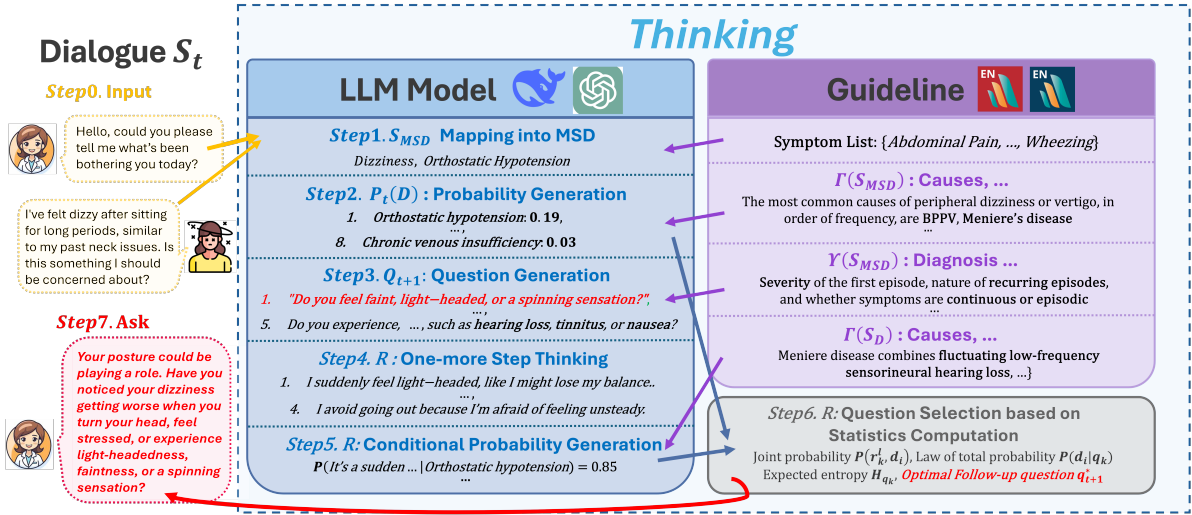 Thinking
Dialogue S_t
Step0. Input
Hello, could you please
tell me what's been
bothering you today?
I've felt dizzy after sitting
for long periods, similar
to my past neck issues. Is
this something I should
be concerned about?
Step7. Ask
Your posture could be
playing a role. Have you
noticed your dizziness
getting worse when you
turn your head, feel
stressed, or experience
light-headedness,
faintness, or a spinning
sensation?
LLM Model
Step1. S_MSD Mapping into MSD
Dizziness, Orthostatic Hypotension
Step2. P_t(D) : Probability Generation
1. Orthostatic hypotension: 0.19,
...,
8. Chronic venous insufficiency: 0.03
Step3. Q_{t+1}: Question Generation
1. "Do you feel faint, light–headed, or a spinning sensation?",
...,
5. Do you experience, ..., such as hearing loss, tinnitus, or nausea?
Step4. R : One-more Step Thinking
1. I suddenly feel light–headed, like I might lose my balance..
...,
4. I avoid going out because I'm afraid of feeling unsteady.
Step5. R: Conditional Probability Generation
P(It's a sudden ... | Orthostatic hypotension) = 0.85
...
Guideline
EN
EN
Symptom List: {Abdominal Pain, ..., Wheezing}
Γ(S_MSD) : Causes, ...
The most common causes of peripheral dizziness or vertigo, in
order of frequency, are BPPV, Meniere's disease
...
Υ(S_MSD) : Diagnosis ...
Severity of the first episode, nature of recurring episodes,
and whether symptoms are continuous or episodic
...
Γ(S_D) : Causes, ...
Meniere disease combines fluctuating low-frequency
sensorineural hearing loss, ...}
Step6. R: Question Selection based on
Statistics Computation
Joint probability P(r_k^l, d_i), Law of total probability P(d_i|q_k)
Expected entropy H_{q_k}, Optimal Follow-up question q*_{t+1}